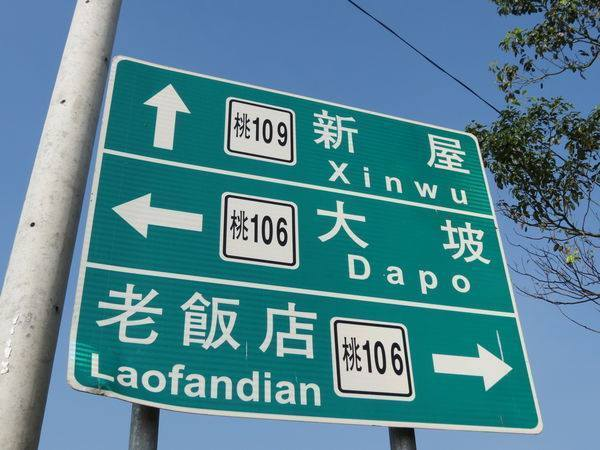 桃109 新屋
Xinwu
桃106 大坡
Dapo
老飯店 桃106
Laofandian